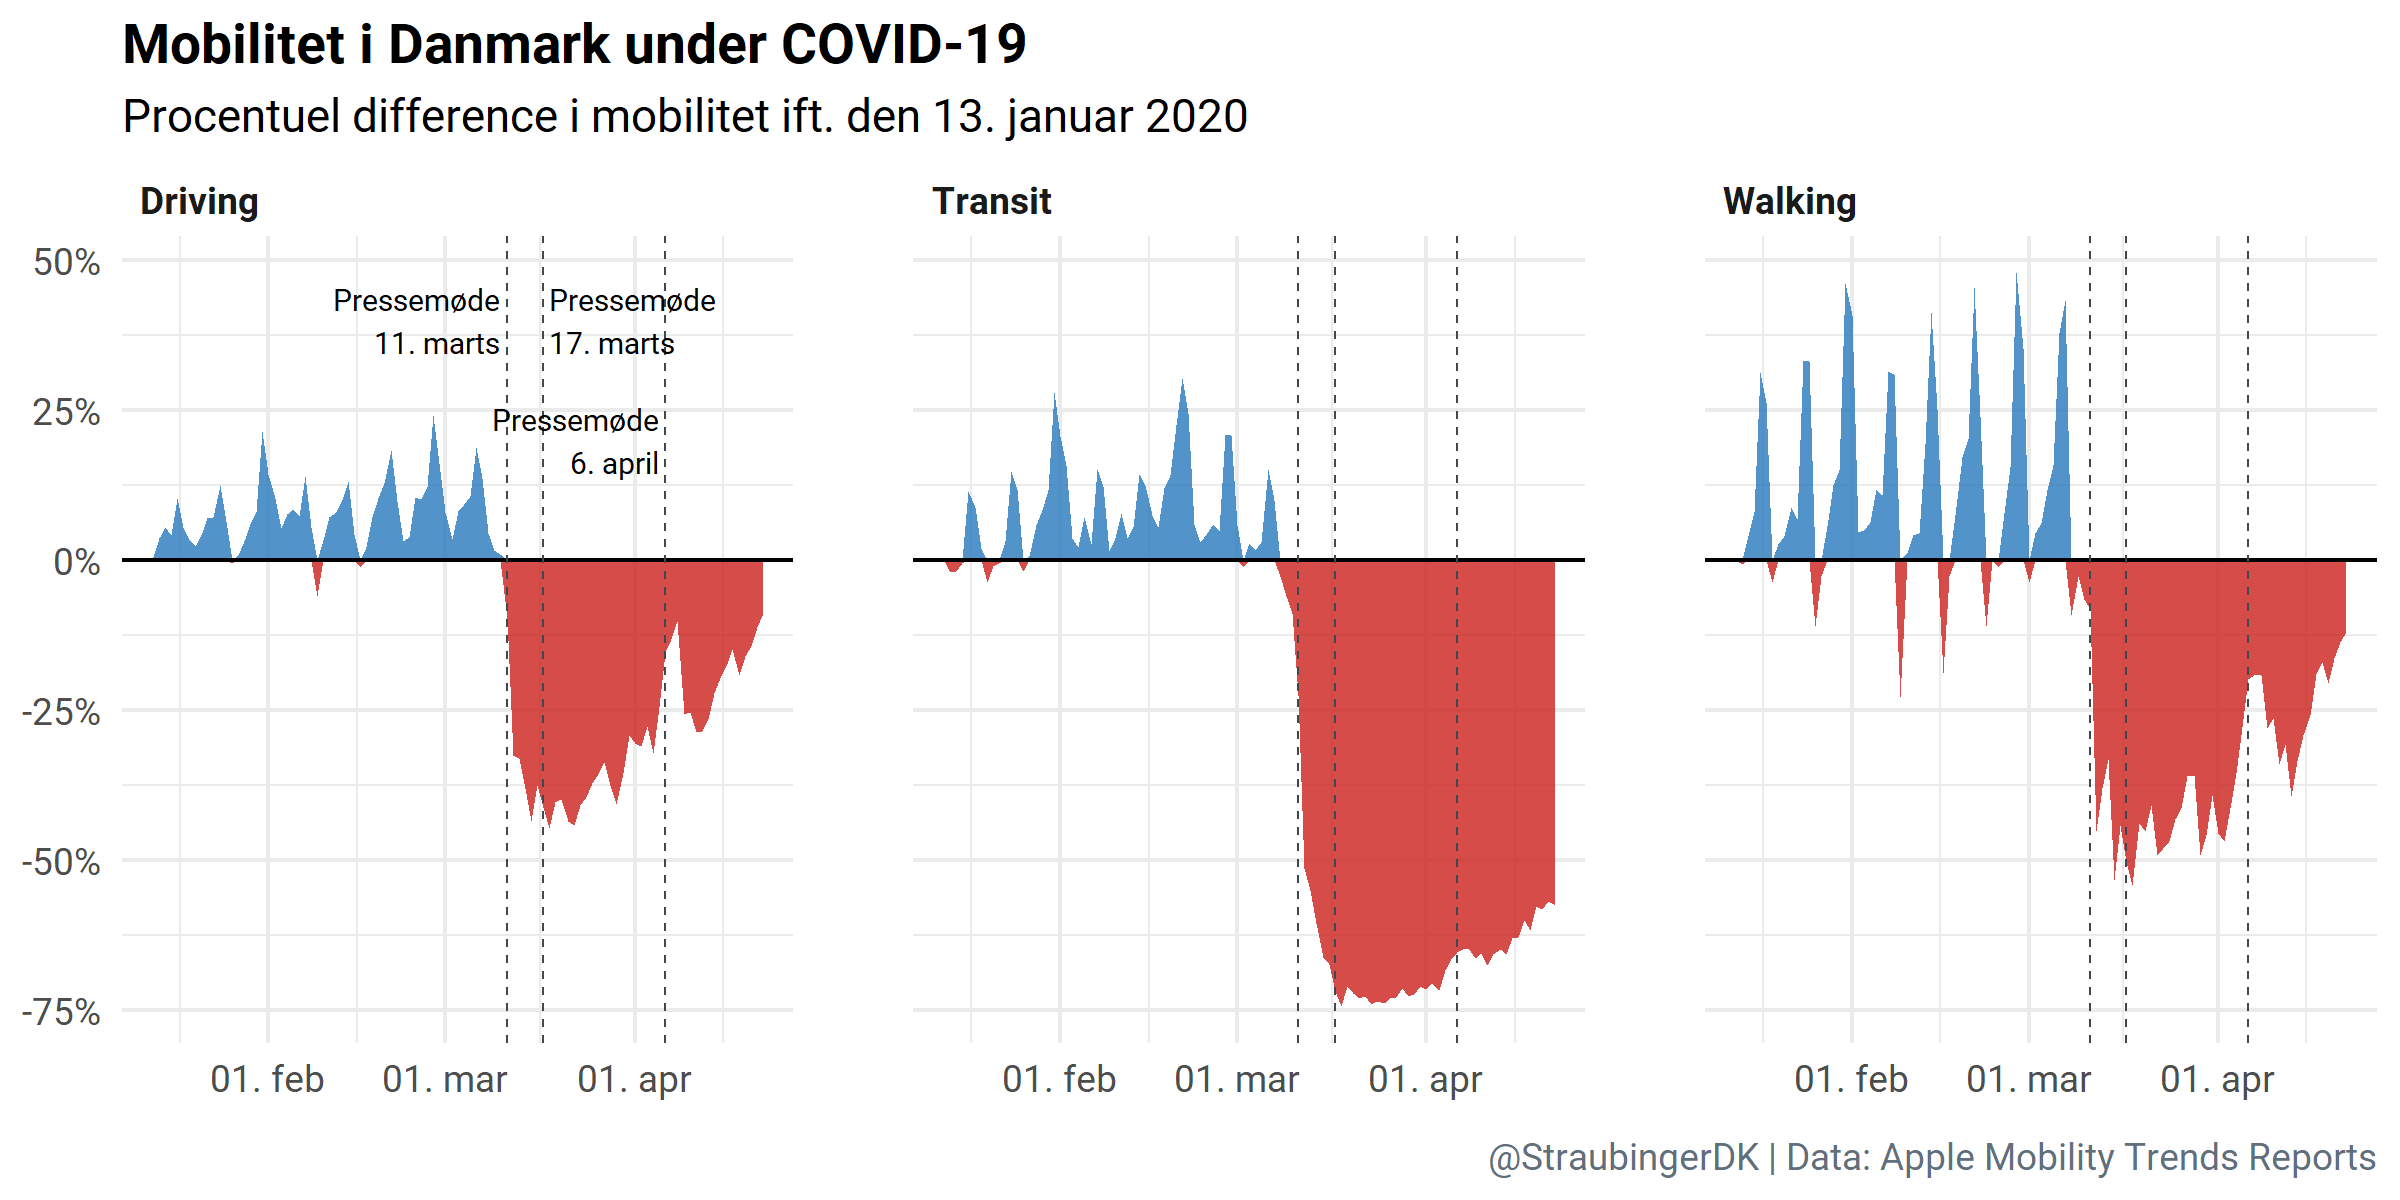 Mobilitet i Danmark under COVID-19
Procentuel difference i mobilitet ift. den 13. januar 2020
Driving
Transit
Walking
50%
25%
0%
-25%
-50%
-75%
Pressemøde
11. marts
Pressemøde
17. marts
Pressemøde
6. april
01. feb
01. mar
01. apr
01. feb
01. mar
01. apr
01. feb
01. mar
01. apr
@StraubingerDK | Data: Apple Mobility Trends Reports